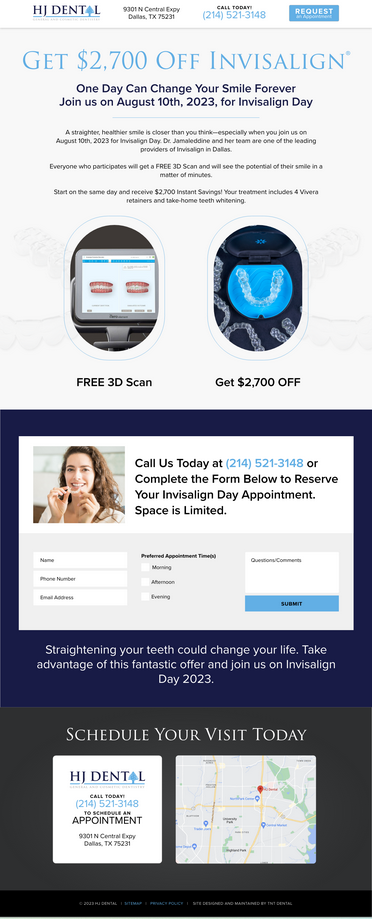 HJ DENTAL
9301 N Central Expy
Dallas, TX 75231
CALL TODAY!
(214) 521-3148
REQUEST
an Appointment
GET $2,700 OFF INVISALIGN®
One Day Can Change Your Smile Forever
Join us on August 10th, 2023, for Invisalign Day
A straighter, healthier smile is closer than you think—especially when you join us on
August 10th, 2023 for Invisalign Day. Dr. Jamaleddine and her team are one of the leading
providers of Invisalign in Dallas.
Everyone who participates will get a FREE 3D Scan and will see the potential of their smile in a
matter of minutes.
Start on the same day and receive $2,700 Instant Savings! Your treatment includes 4 Vivera
retainers and take-home teeth whitening.
FREE 3D Scan
Get $2,700 OFF
Call Us Today at (214) 521-3148 or
Complete the Form Below to Reserve
Your Invisalign Day Appointment.
Space is Limited.
Name
Phone Number
Email Address
Preferred Appointment Time(s)
Morning
Afternoon
Evening
Questions/Comments
SUBMIT
Straightening your teeth could change your life. Take
advantage of this fantastic offer and join us on Invisalign
Day 2023.
SCHEDULE YOUR VISIT TODAY
HJ DENTAL
CALL TODAY!
(214) 521-3148
TO SCHEDULE AN
APPOINTMENT
9301 N Central Expy
Dallas, TX 75231
HJ Dental
University
Park
Central Market
Highland Park
© 2023 HJ DENTAL | SITEMAP | PRIVACY POLICY | SITE DESIGNED AND MAINTAINED BY TNT DENTAL